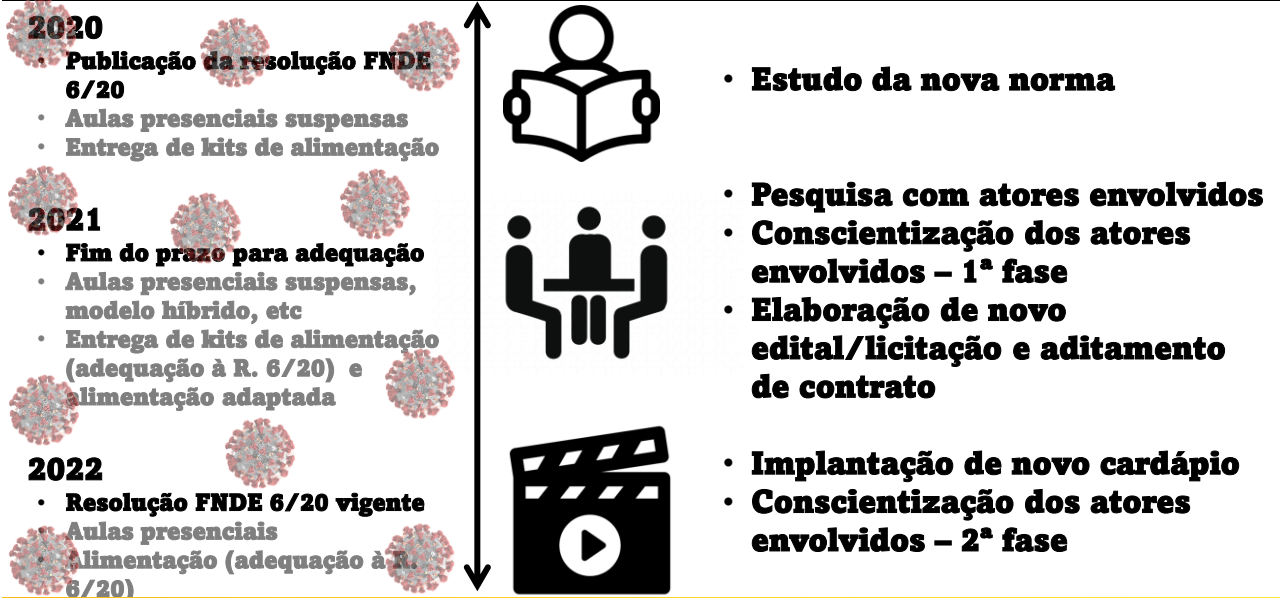 2020
• Publicação da resolução FNDE
6/20
• Aulas presenciais suspensas
• Entrega de kits de alimentação
2021
• Fim do prazo para adequação
• Aulas presenciais suspensas,
modelo híbrido, etc
• Entrega de kits de alimentação
(adequação à R. 6/20) e
alimentação adaptada
2022
• Resolução FNDE 6/20 vigente
• Aulas presenciais
• Alimentação (adequação à R.
6/20)
• Estudo da nova norma
• Pesquisa com atores envolvidos
• Conscientização dos atores
envolvidos – 1ª fase
• Elaboração de novo
edital/licitação e aditamento
de contrato
• Implantação de novo cardápio
• Conscientização dos atores
envolvidos – 2ª fase